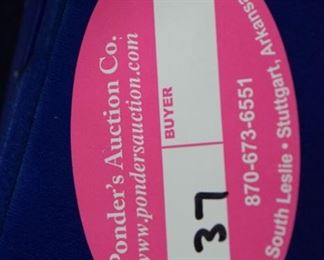 Ponder's Auction Co.
www.pondersauction.com
BUYER
37
870-673-6551
South Leslie • Stuttgart, Arkansas